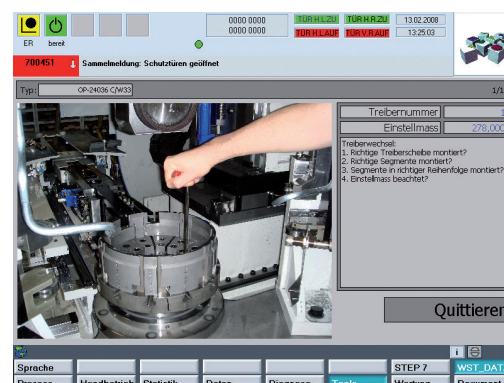 0000 0000 TÜR H.L.ZU TÜR H.R.ZU 13.02.2008
0000 0000 TÜR H.L.AUF TÜR V.R.AUF 13:25:03
ER bereit
700451 Sammelmeldung: Schutztüren geöffnet
Typ: OP-24036 C/W33 1/1
Treibernummer 1
Einstellmass 278,000
Treiberwechsel:
1. Richtige Treiberscheibe montiert?
2. Richtige Segmente montiert?
3. Segmente in richtiger Reihenfolge montiert?
4. Einstellmass beachtet?
Quittieren
i
Sprache STEP 7 WST_DAT
Prozess Handbetrieb Statistik Daten Diagnose Tools Wartung Document